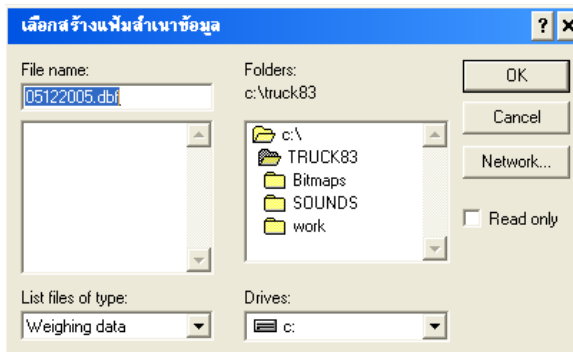 เลือกสร้างแฟ้มสำเนาข้อมูล
File name:
05122005.dbf
Folders:
c:\truck83
c:\
TRUCK83
Bitmaps
SOUNDS
work
OK
Cancel
Network...
Read only
List files of type:
Weighing data
Drives:
c: